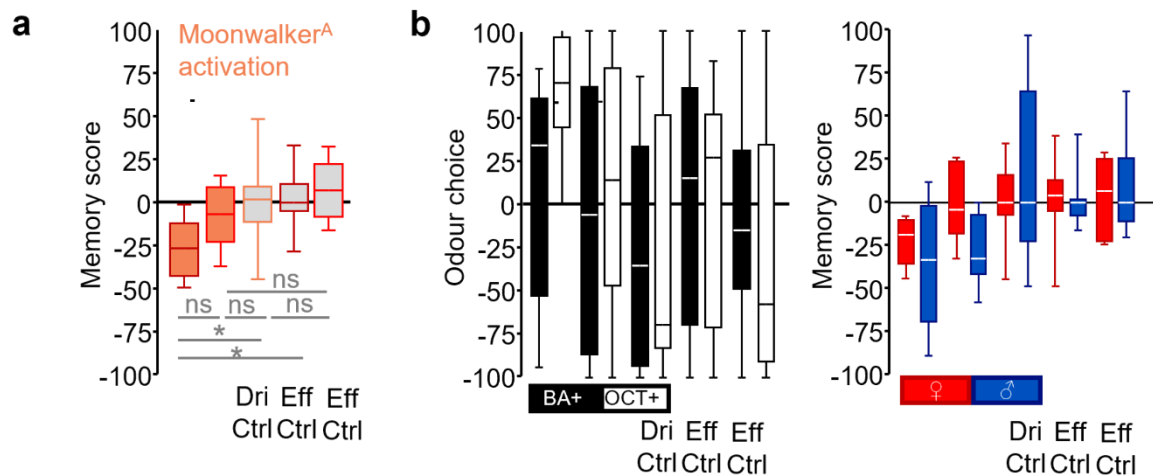 a
Moonwalkerᴬ
activation
Memory score
100
75
50
25
0
-25
-50
-75
-100
ns
ns ns ns
*
*
Dri Eff Eff
Ctrl Ctrl Ctrl
b
Odour choice
100
75
50
25
0
-25
-50
-75
-100
BA+ OCT+
Dri Eff Eff
Ctrl Ctrl Ctrl
Memory score
100
75
50
25
0
-25
-50
-75
-100
♀ ♂
Dri Eff Eff
Ctrl Ctrl Ctrl